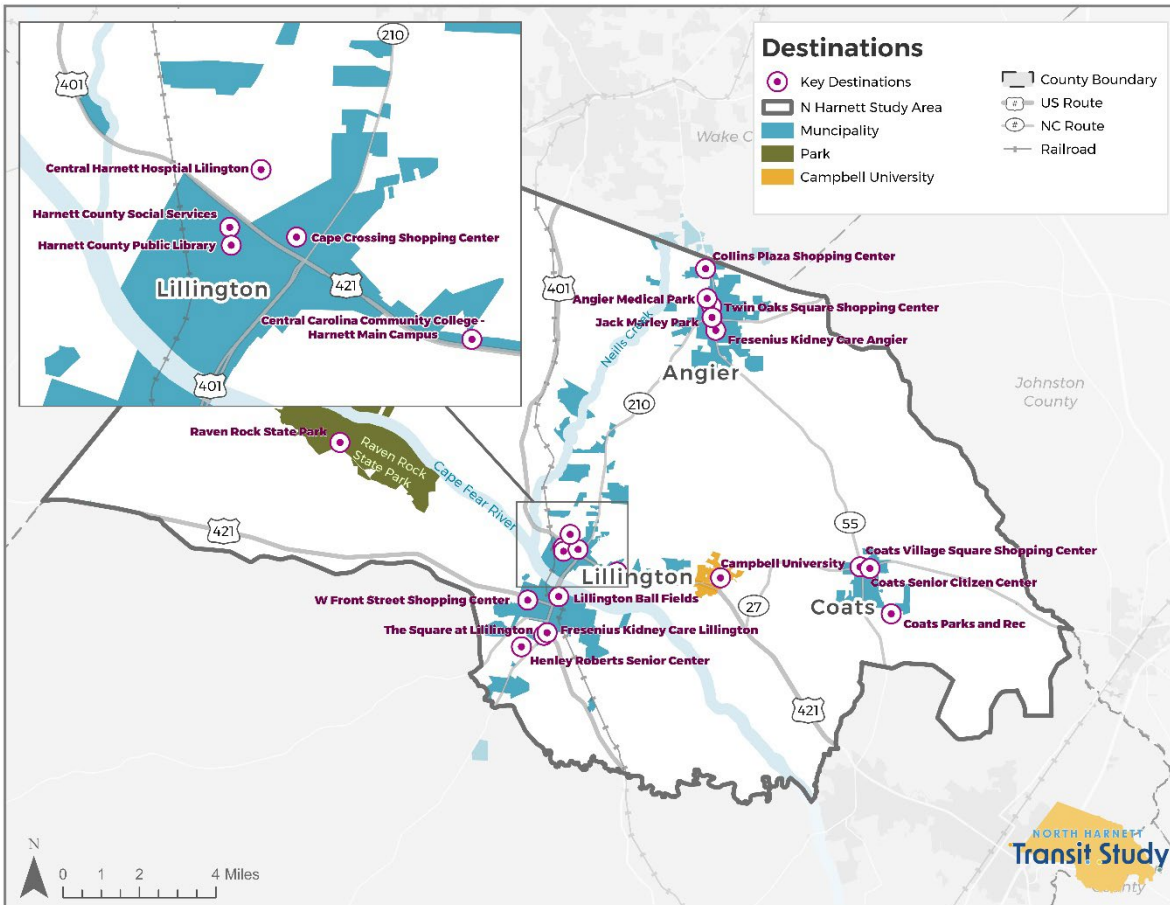 210
401
Central Harnett Hosptial Lilington
Harnett County Social Services
Harnett County Public Library
Cape Crossing Shopping Center
Lillington
421
Central Carolina Community College -
Harnett Main Campus
401
Destinations
Key Destinations
N Harnett Study Area
Muncipality
Park
Campbell University
County Boundary
# US Route
# NC Route
Railroad
Johnston
County
Collins Plaza Shopping Center
401
Angier Medical Park
Twin Oaks Square Shopping Center
Jack Marley Park
Fresenius Kidney Care Angier
Neills Creek
Angier
210
Raven Rock State Park
Raven Rock
State Park
Cape Fear River
421
55
Coats Village Square Shopping Center
Campbell University
Lillington
Coats Senior Citizen Center
W Front Street Shopping Center
Lillington Ball Fields
27
Coats
Coats Parks and Rec
The Square at Lillington
Fresenius Kidney Care Lillington
Henley Roberts Senior Center
421
N
0 1 2 4 Miles
NORTH HARNETT
Transit Study
County